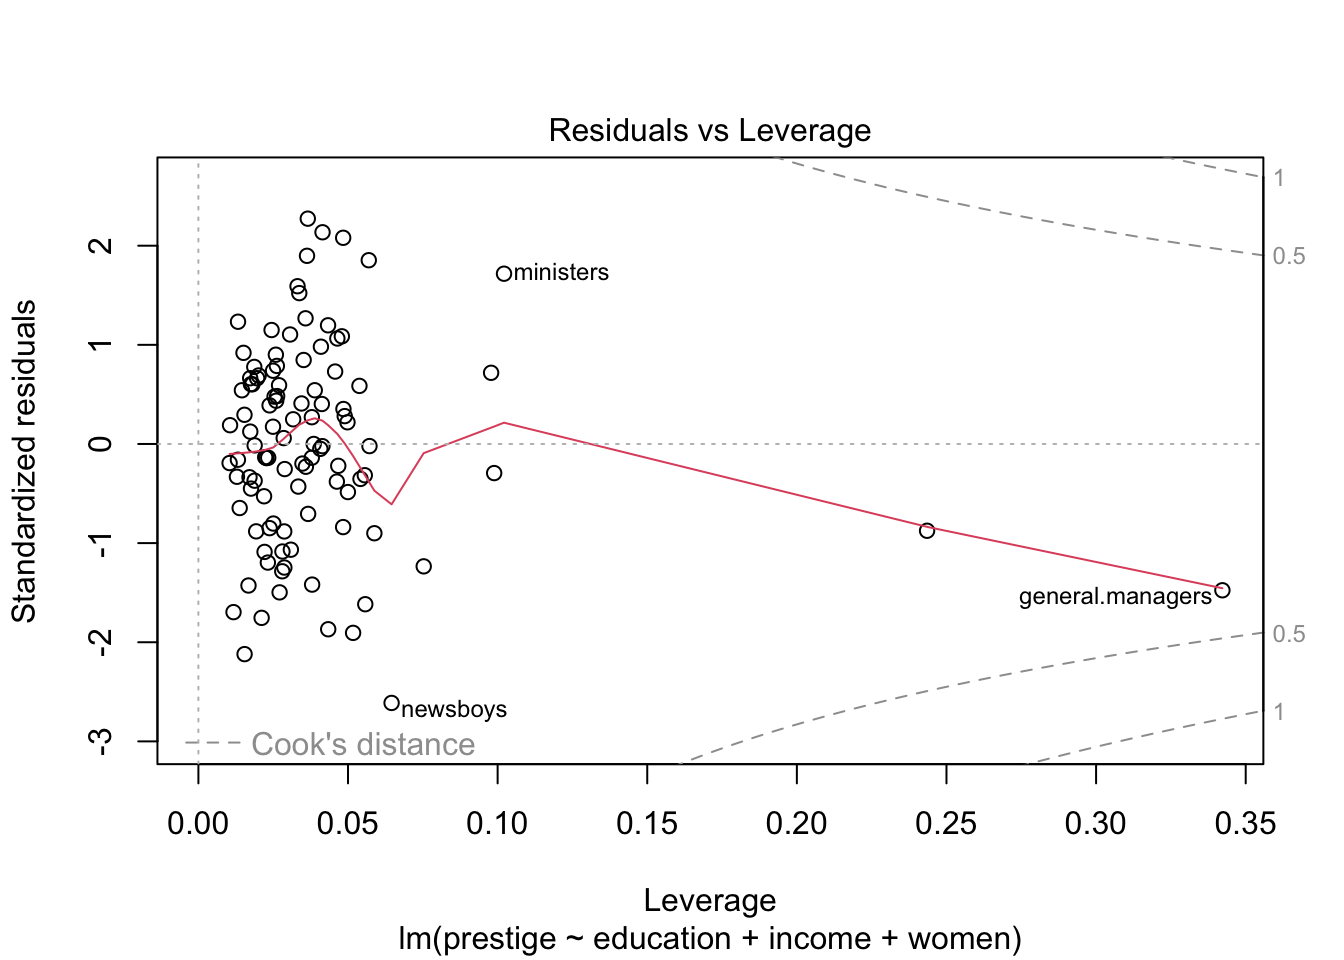 Residuals vs Leverage
Standardized residuals
2
1
0
-1
-2
-3
1
0.5
0.5
1
ministers
general.managers
newsboys
Cook's distance
0.00 0.05 0.10 0.15 0.20 0.25 0.30 0.35
Leverage
lm(prestige ~ education + income + women)